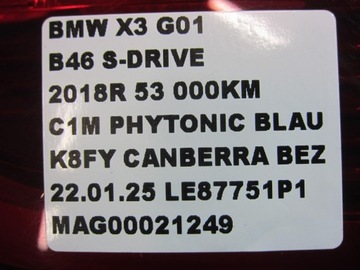 BMW X3 G01
B46 S-DRIVE
2018R 53 000KM
C1M PHYTONIC BLAU
K8FY CANBERRA BEZ
22.01.25 LE87751P1
MAG00021249